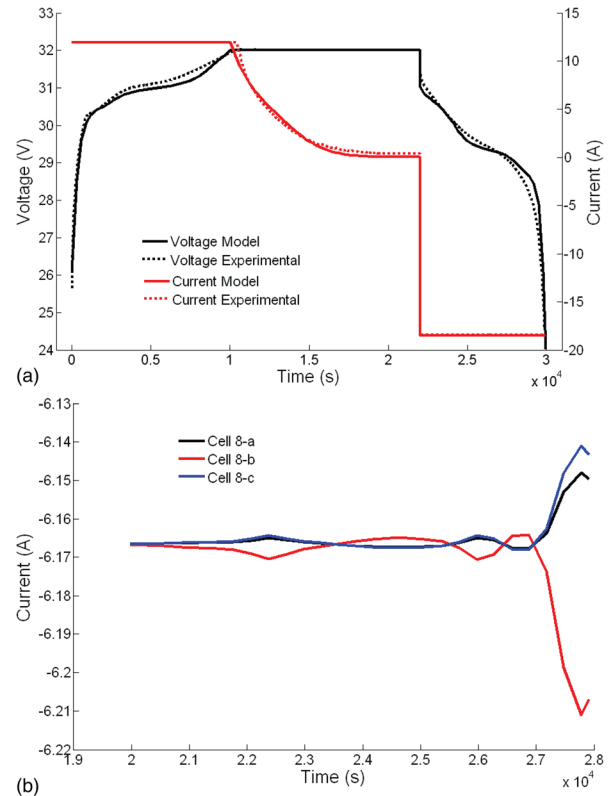 33
32
31
30
29
28
27
26
25
24
Voltage (V)
15
10
5
0
-5
-10
-15
-20
Current (A)
Voltage Model
Voltage Experimental
Current Model
Current Experimental
0 0.5 1 1.5 2 2.5 3
Time (s)
x 10⁴
(a)
-6.13
-6.14
-6.15
-6.16
-6.17
-6.18
-6.19
-6.2
-6.21
-6.22
Current (A)
Cell 8-a
Cell 8-b
Cell 8-c
1.9 2 2.1 2.2 2.3 2.4 2.5 2.6 2.7 2.8
Time (s)
x 10⁴
(b)